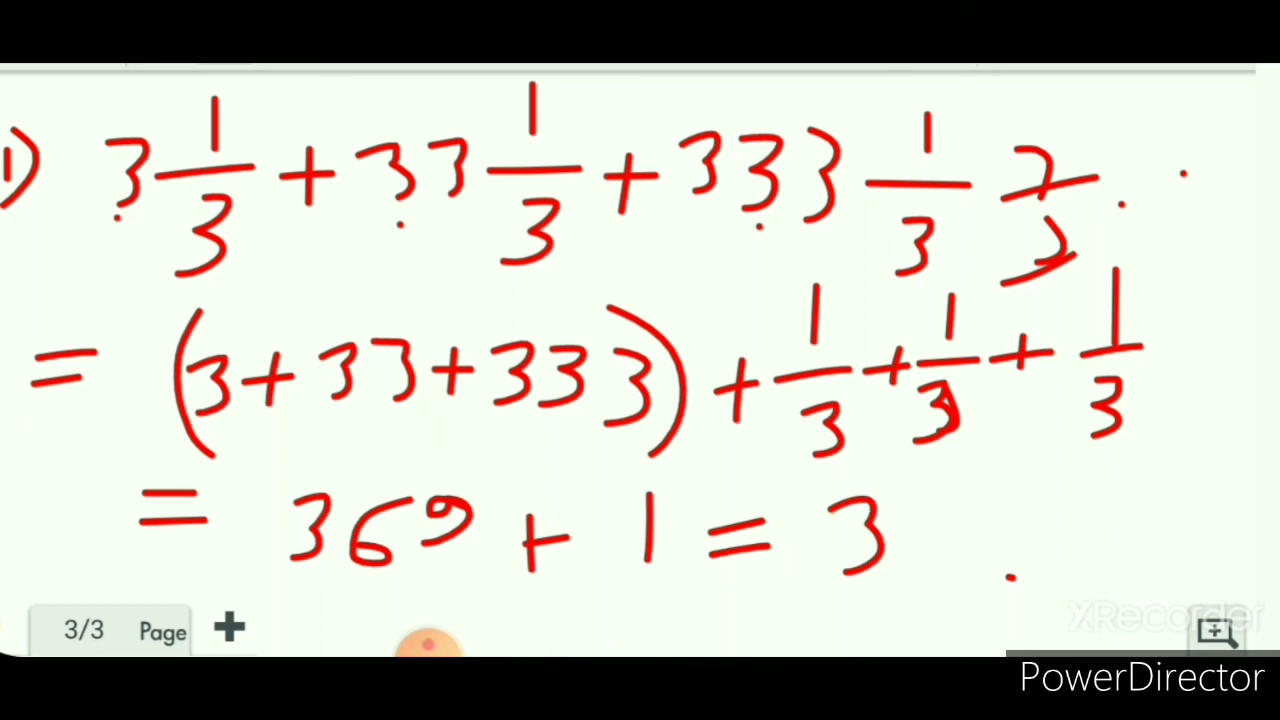 1) 3 1/3 + 33 1/3 + 333 1/3 ?
= (3+33+333) + 1/3 + 1/3 + 1/3
= 369 + 1 = 3
3/3 Page +
XRecorder
PowerDirector